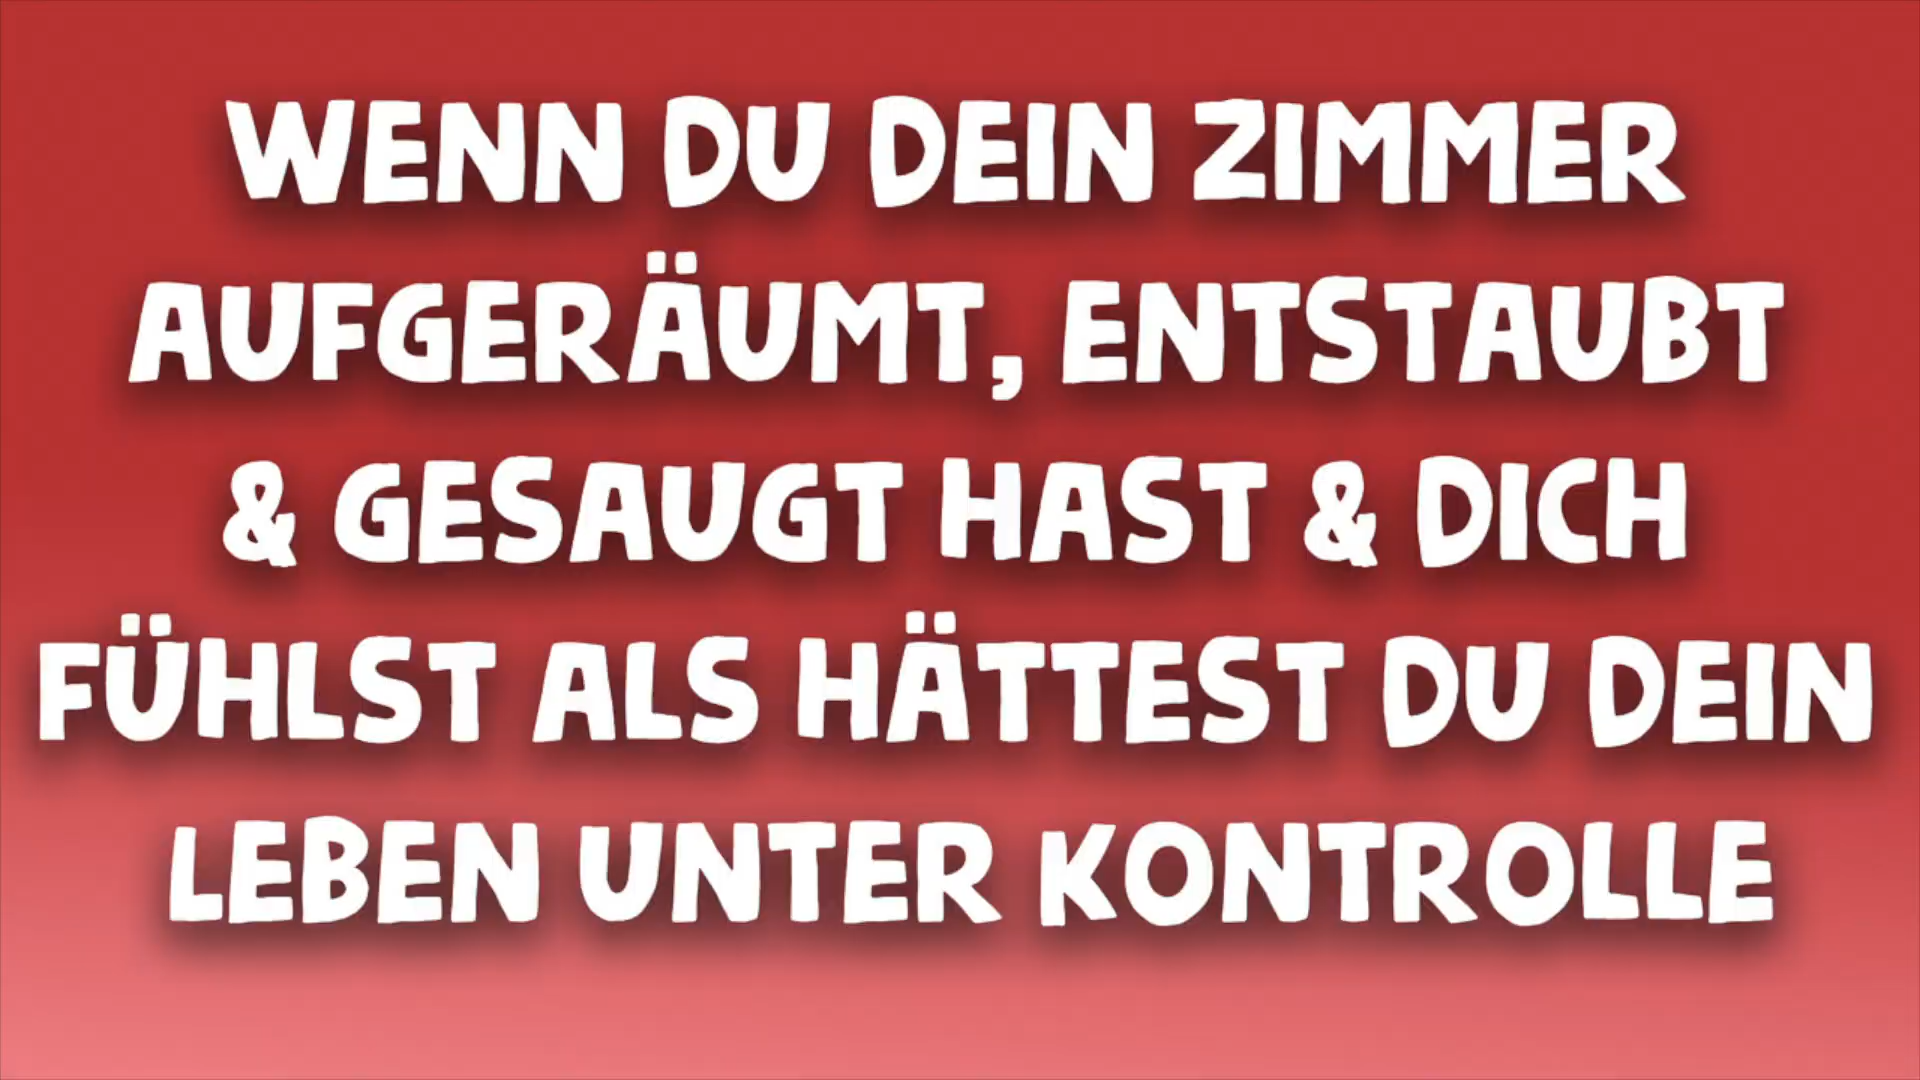 WENN DU DEIN ZIMMER
AUFGERÄUMT, ENTSTAUBT
& GESAUGT HAST & DICH
FÜHLST ALS HÄTTEST DU DEIN
LEBEN UNTER KONTROLLE